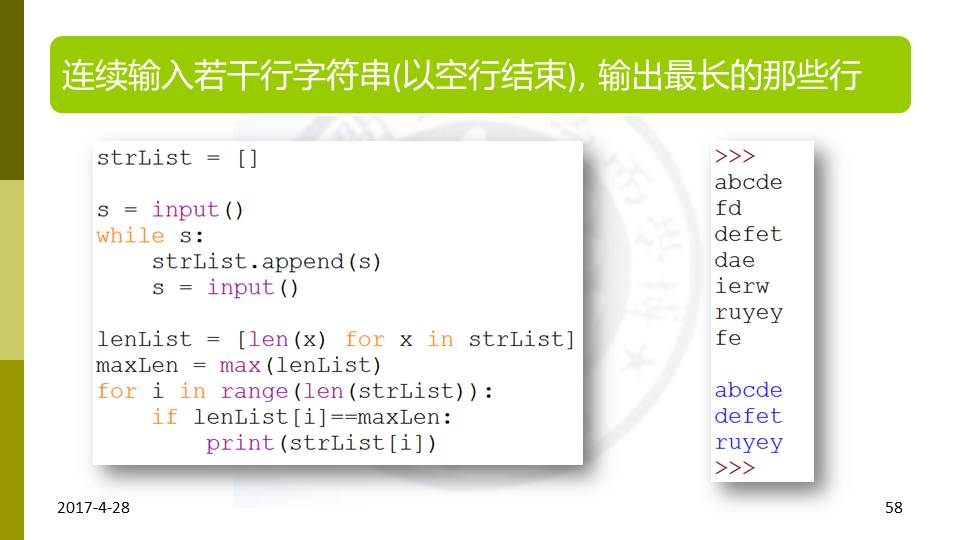 连续输入若干行字符串(以空行结束), 输出最长的那些行
strList = []
s = input()
while s:
    strList.append(s)
    s = input()
lenList = [len(x) for x in strList]
maxLen = max(lenList)
for i in range(len(strList)):
    if lenList[i]==maxLen:
        print(strList[i])
>>>
abcde
fd
defet
dae
ierw
ruyey
fe
abcde
defet
ruyey
>>>
2017-4-28
58